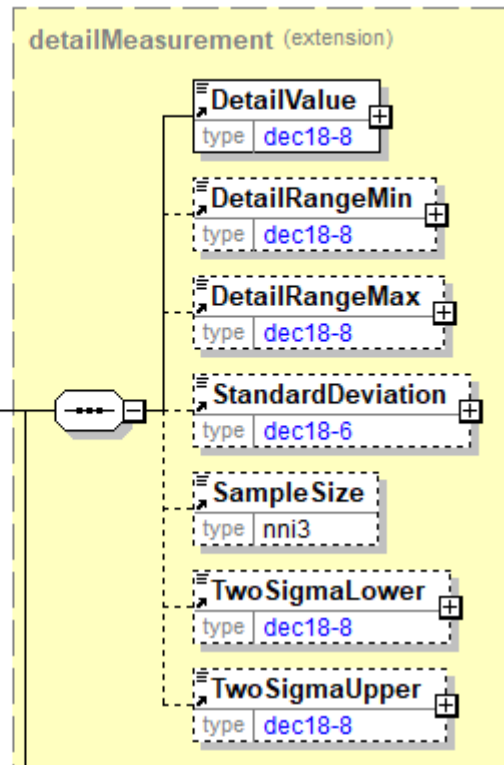 detailMeasurement (extension)
DetailValue
type dec18-8
DetailRangeMin
type dec18-8
DetailRangeMax
type dec18-8
StandardDeviation
type dec18-6
SampleSize
type nni3
TwoSigmaLower
type dec18-8
TwoSigmaUpper
type dec18-8